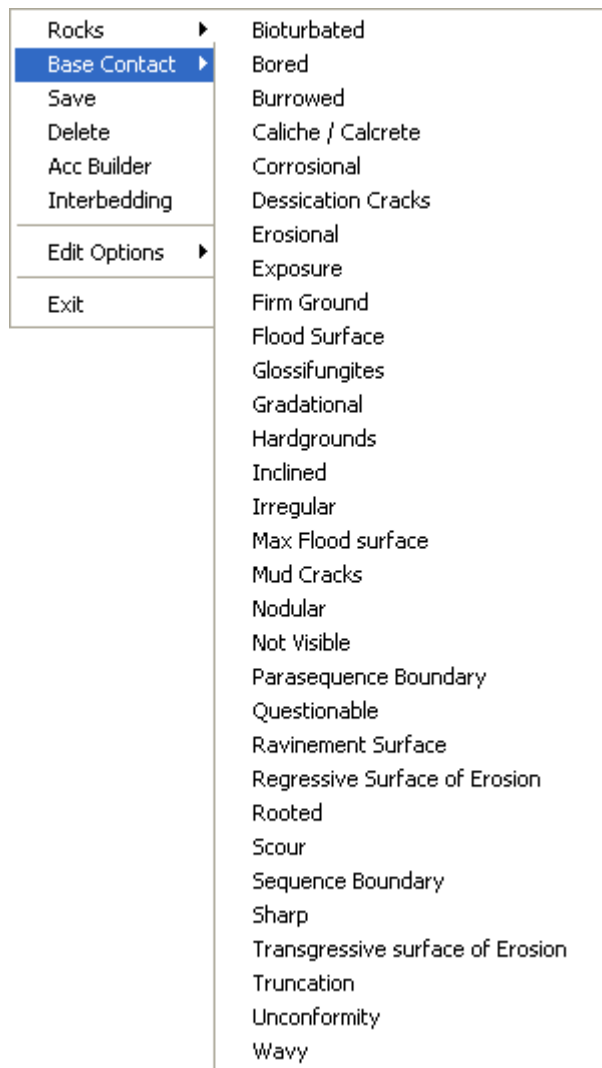 Rocks
Base Contact
Save
Delete
Acc Builder
Interbedding
Edit Options
Exit
Bioturbated
Bored
Burrowed
Caliche / Calcrete
Corrosional
Dessication Cracks
Erosional
Exposure
Firm Ground
Flood Surface
Glossifungites
Gradational
Hardgrounds
Inclined
Irregular
Max Flood surface
Mud Cracks
Nodular
Not Visible
Parasequence Boundary
Questionable
Ravinement Surface
Regressive Surface of Erosion
Rooted
Scour
Sequence Boundary
Sharp
Transgressive surface of Erosion
Truncation
Unconformity
Wavy